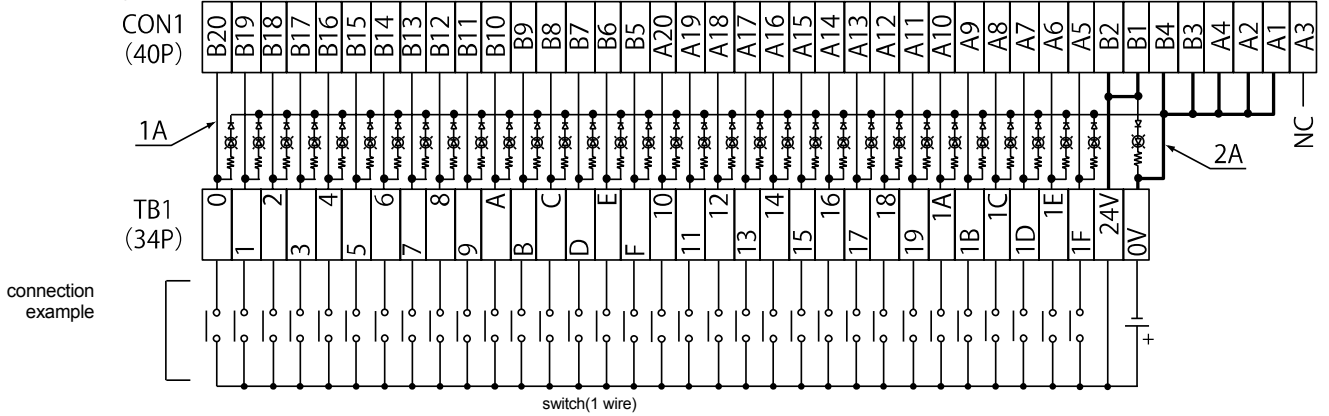 CON1
(40P)
B20 B19 B18 B17 B16 B15 B14 B13 B12 B11 B10 B9 B8 B7 B6 B5 A20 A19 A18 A17 A16 A15 A14 A13 A12 A11 A10 A9 A8 A7 A6 A5 B2 B1 B4 B3 A4 A2 A1 A3
1A
NC
2A
TB1
(34P)
0 1 2 3 4 5 6 7 8 9 A B C D E F 10 11 12 13 14 15 16 17 18 19 1A 1B 1C 1D 1E 1F 24V 0V
connection
example
+
switch(1 wire)